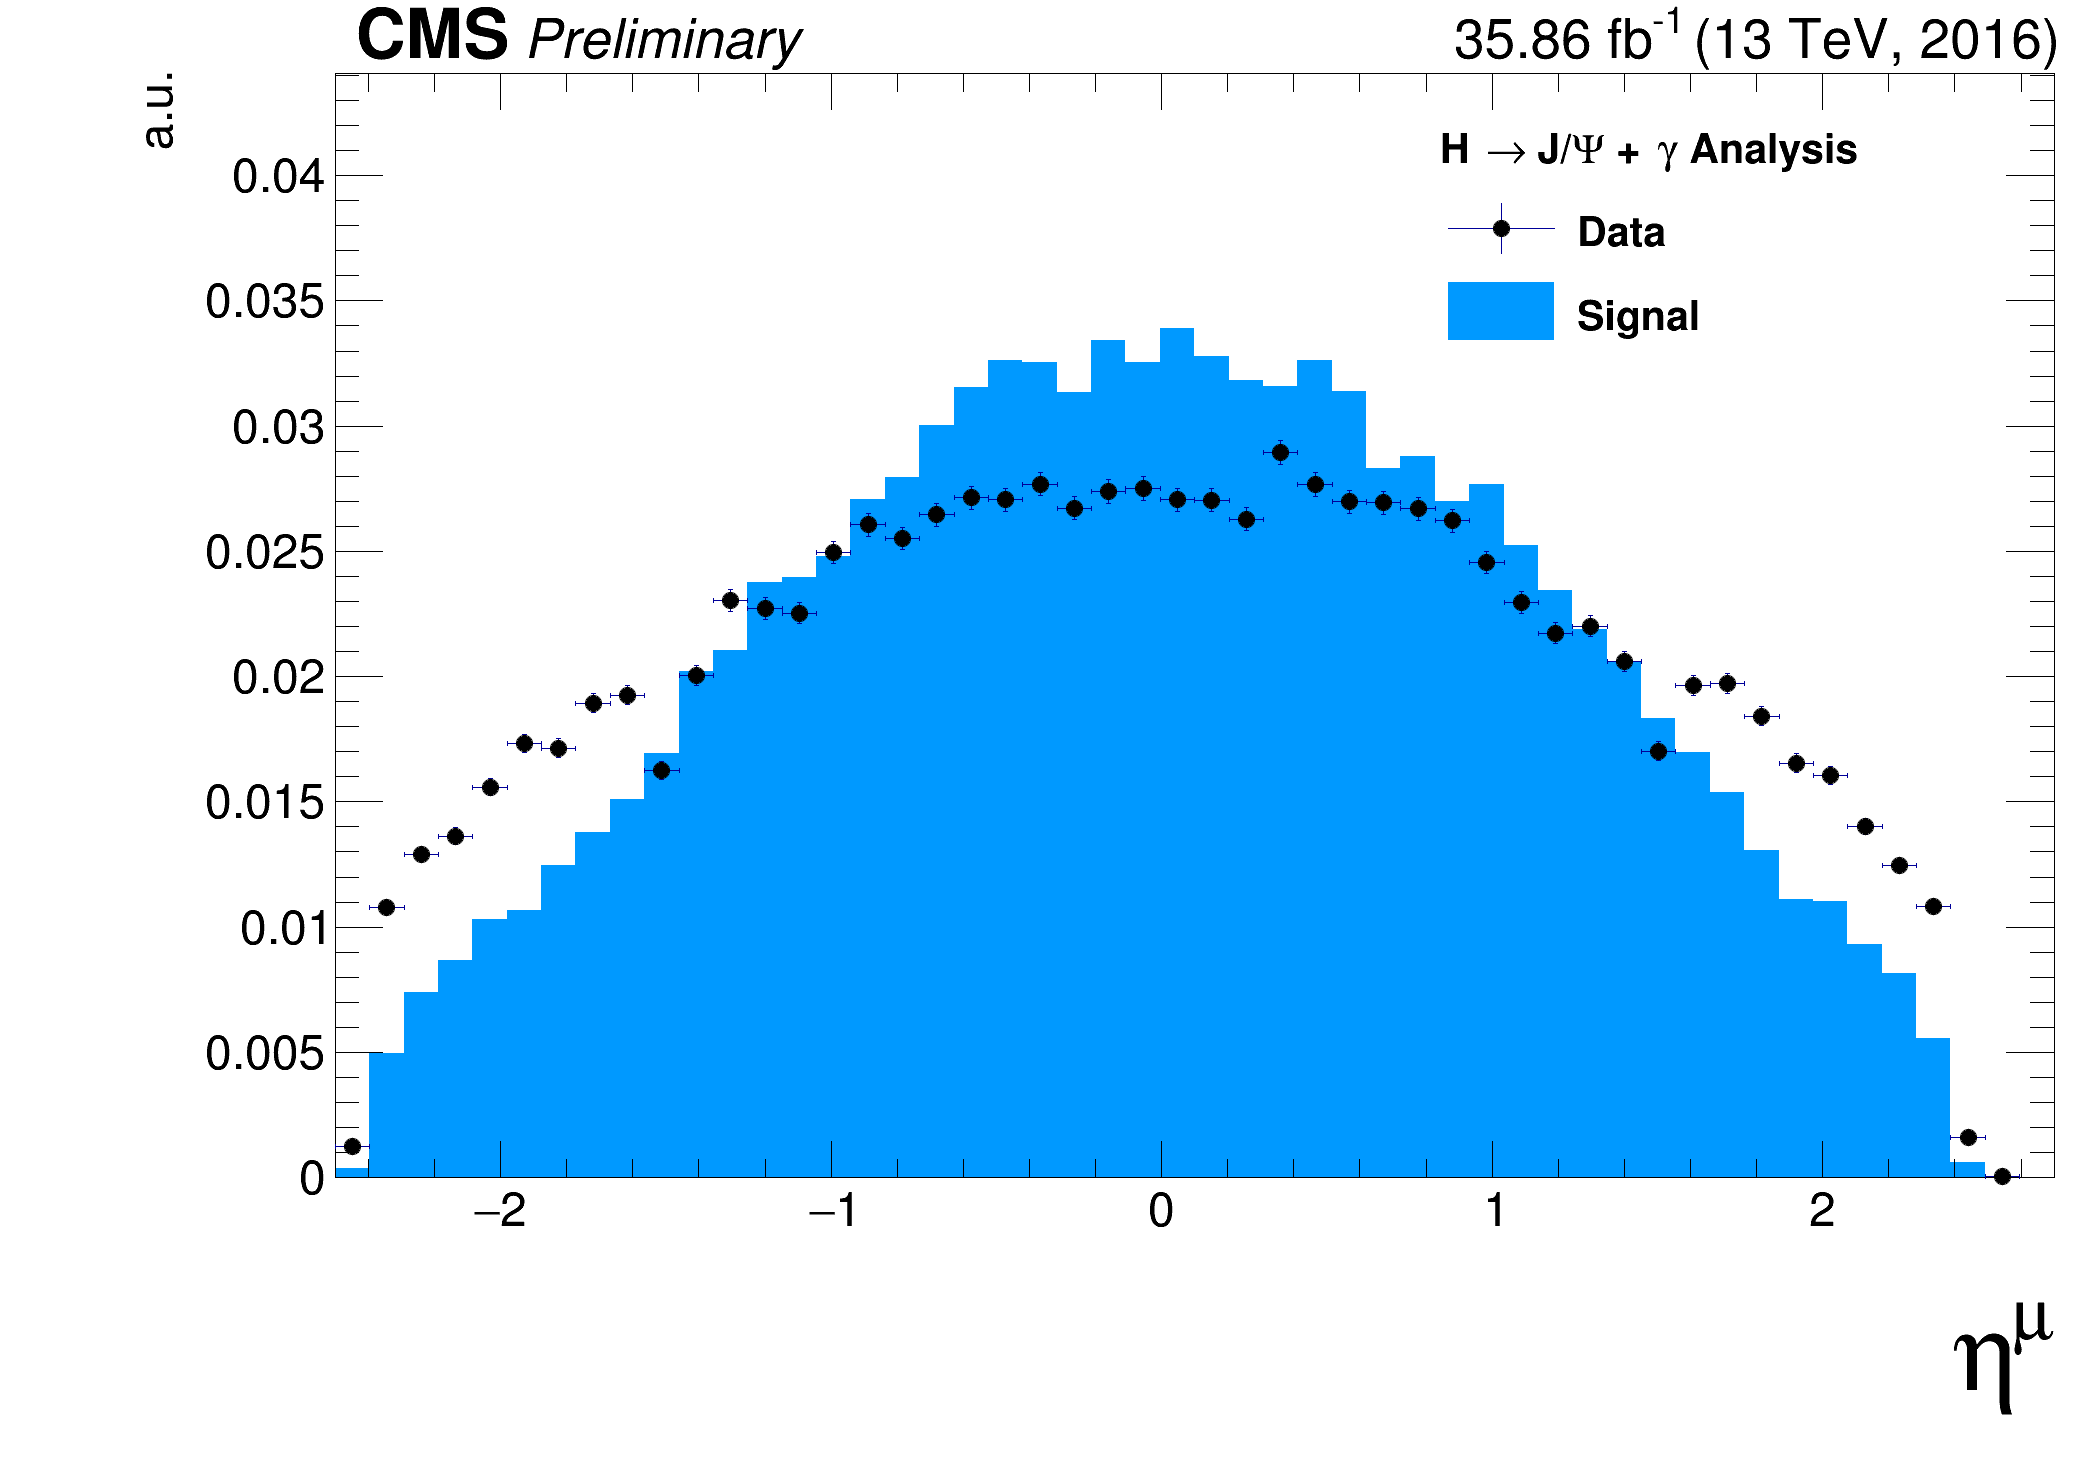 CMS Preliminary 35.86 fb⁻¹ (13 TeV, 2016)
a.u.
H → J/Ψ + γ Analysis
Data
Signal
0.04
0.035
0.03
0.025
0.02
0.015
0.01
0.005
0
−2 −1 0 1 2
η^μ